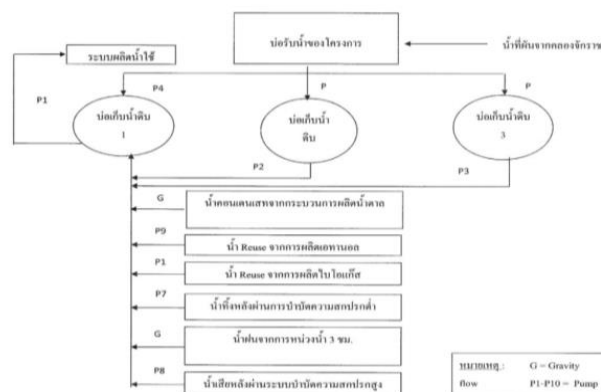 บ่อรับน้ำของโครงการ
น้ำที่ผันจากคลองจักราช
ระบบผลิตน้ำใช้
P1
P4
P
P
บ่อเก็บน้ำดิบ
1
บ่อเก็บน้ำ
ดิบ
บ่อเก็บน้ำดิบ 3
P2
P3
G
น้ำคอนเดนเสทจากกระบวนการผลิตน้ำตาล
P9
น้ำ Reuse จากการผลิตเอทานอล
P1
น้ำ Reuse จากการผลิตไบโอแก๊ส
P7
น้ำทิ้งหลังผ่านการบำบัดความสกปรกต่ำ
G
น้ำฝนจากการหน่วงน้ำ 3 ชม.
P8
น้ำเสียหลังผ่านระบบบำบัดความสกปรกสูง
หมายเหตุ.: G = Gravity
flow P1-P10 = Pump